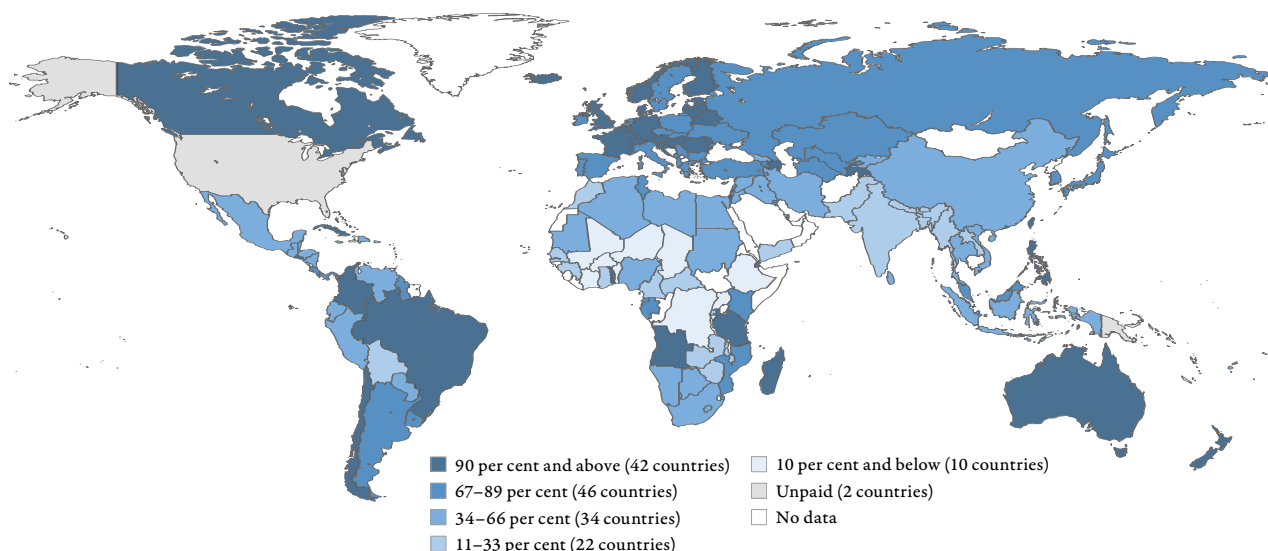 90 per cent and above (42 countries)
67–89 per cent (46 countries)
34–66 per cent (34 countries)
11–33 per cent (22 countries)
10 per cent and below (10 countries)
Unpaid (2 countries)
No data